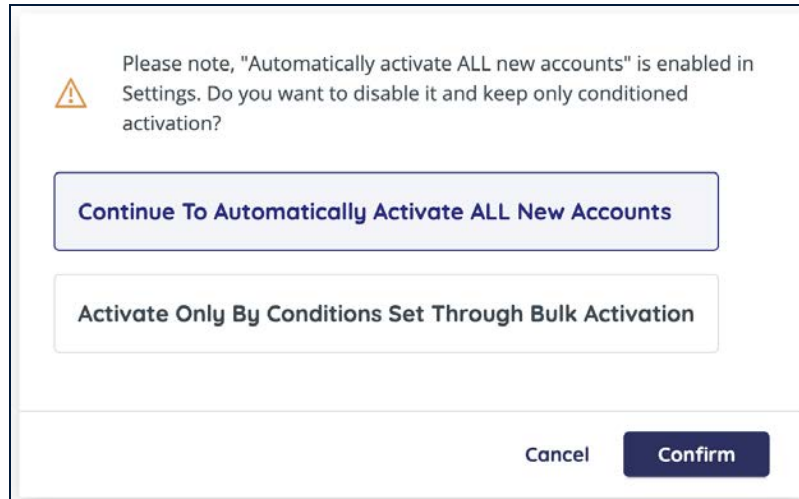 Please note, "Automatically activate ALL new accounts" is enabled in
Settings. Do you want to disable it and keep only conditioned
activation?
Continue To Automatically Activate ALL New Accounts
Activate Only By Conditions Set Through Bulk Activation
Cancel
Confirm